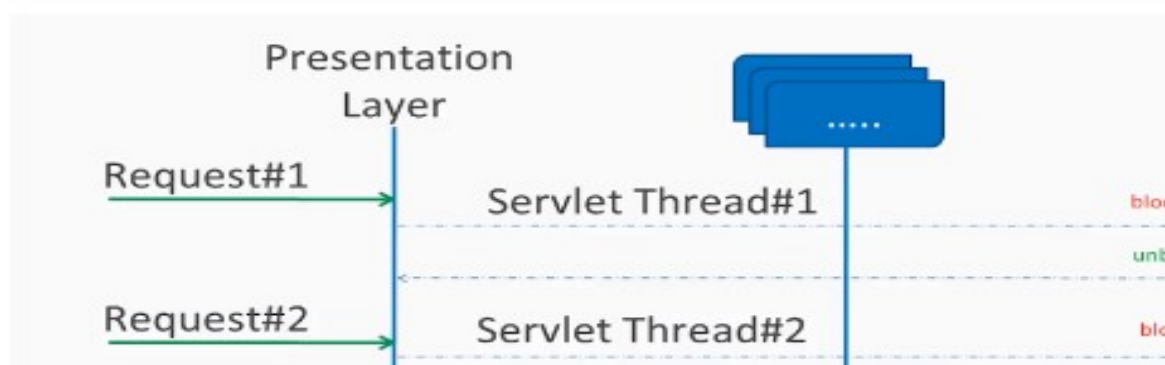 Presentation
Layer
.....
Request#1
Servlet Thread#1
Request#2
Servlet Thread#2